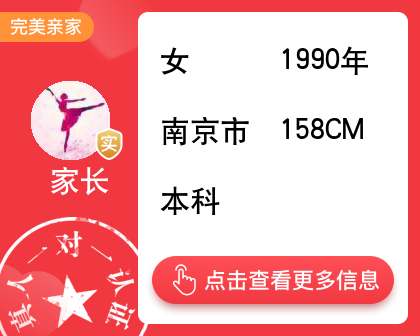 完美亲家
女 1990年
南京市 158CM
本科
实
家长
真人一对一认证
点击查看更多信息